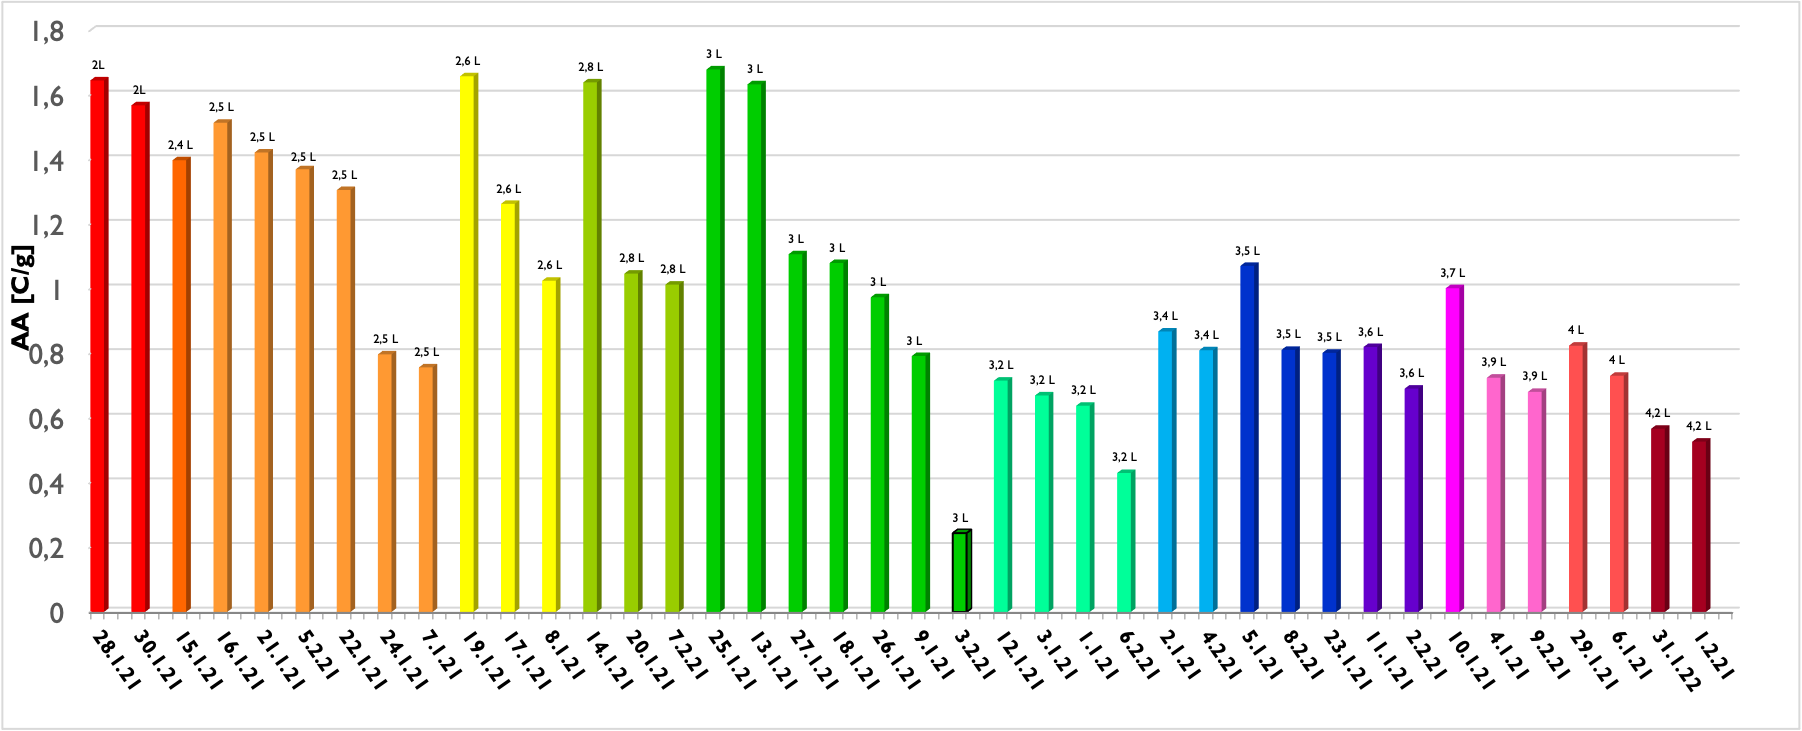 AA [C/g]
1,8
1,6
1,4
1,2
1
0,8
0,6
0,4
0,2
0
2L
2L
2,4 L
2,5 L
2,5 L
2,5 L
2,5 L
2,5 L
2,5 L
2,6 L
2,6 L
2,6 L
2,8 L
2,8 L
2,8 L
3 L
3 L
3 L
3 L
3 L
3 L
3 L
3,2 L
3,2 L
3,2 L
3,2 L
3,4 L
3,4 L
3,5 L
3,5 L
3,5 L
3,6 L
3,6 L
3,7 L
3,9 L
3,9 L
4 L
4 L
4,2 L
4,2 L
28.1.21
30.1.21
15.1.21
16.1.21
21.1.21
5.2.21
22.1.21
24.1.21
7.1.21
19.1.21
17.1.21
8.1.21
14.1.21
20.1.21
7.2.21
25.1.21
13.1.21
27.1.21
18.1.21
26.1.21
9.1.21
3.2.21
12.1.21
3.1.21
1.1.21
6.2.21
2.1.21
4.2.21
5.1.21
8.2.21
23.1.21
11.1.21
2.2.21
10.1.21
4.1.21
9.2.21
29.1.21
6.1.21
31.1.22
1.2.21